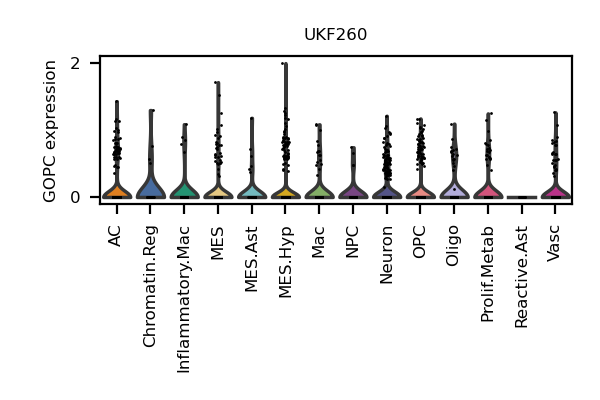 UKF260
GOPC expression
2
0
AC
Chromatin.Reg
Inflammatory.Mac
MES
MES.Ast
MES.Hyp
Mac
NPC
Neuron
OPC
Oligo
Prolif.Metab
Reactive.Ast
Vasc